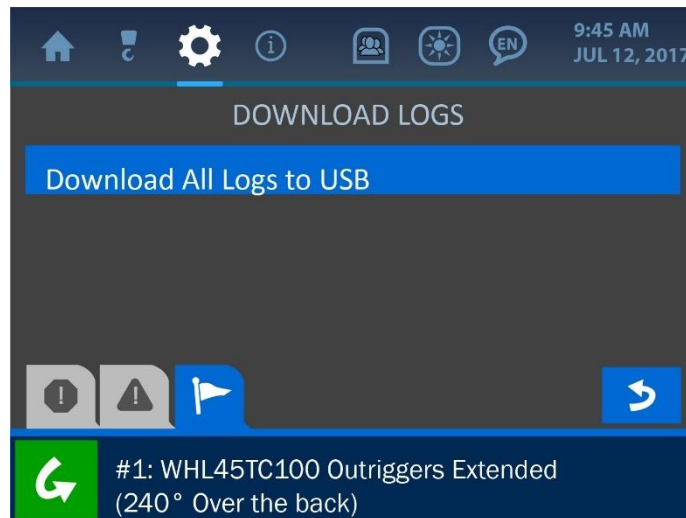 EN
9:45 AM
JUL 12, 2017
DOWNLOAD LOGS
Download All Logs to USB
#1: WHL45TC100 Outriggers Extended
(240° Over the back)